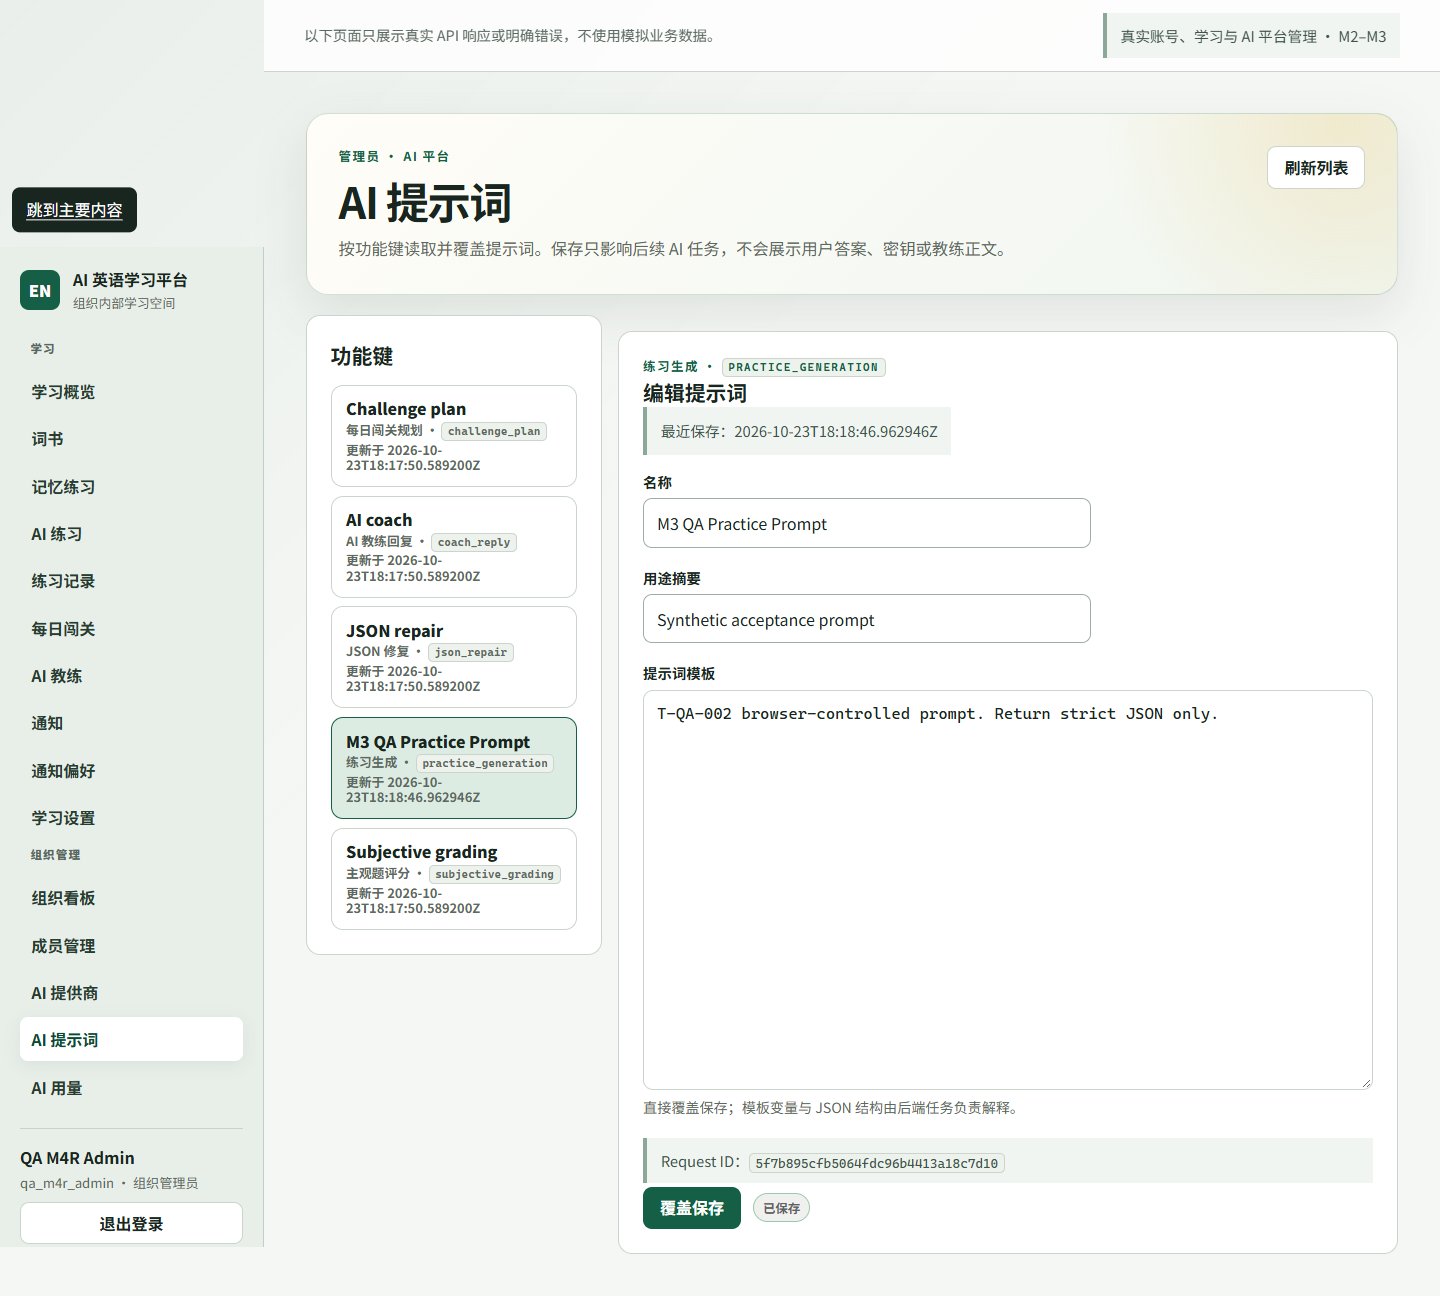 以下页面只展示真实 API 响应或明确错误，不使用模拟业务数据。
真实账号、学习与 AI 平台管理 • M2–M3
跳到主要内容
EN
AI 英语学习平台
组织内部学习空间
学习
学习概览
词书
记忆练习
AI 练习
练习记录
每日闯关
AI 教练
通知
通知偏好
学习设置
组织管理
组织看板
成员管理
AI 提供商
AI 提示词
AI 用量
QA M4R Admin
qa_m4r_admin • 组织管理员
退出登录
管理员 • AI 平台
AI 提示词
按功能键读取并覆盖提示词。保存只影响后续 AI 任务，不会展示用户答案、密钥或教练正文。
刷新列表
功能键
Challenge plan
每日闯关规划 • challenge_plan
更新于 2026-10-
23T18:17:50.589200Z
AI coach
AI 教练回复 • coach_reply
更新于 2026-10-
23T18:17:50.589200Z
JSON repair
JSON 修复 • json_repair
更新于 2026-10-
23T18:17:50.589200Z
M3 QA Practice Prompt
练习生成 • practice_generation
更新于 2026-10-
23T18:18:46.962946Z
Subjective grading
主观题评分 • subjective_grading
更新于 2026-10-
23T18:17:50.589200Z
练习生成 • PRACTICE_GENERATION
编辑提示词
最近保存：2026-10-23T18:18:46.962946Z
名称
M3 QA Practice Prompt
用途摘要
Synthetic acceptance prompt
提示词模板
T-QA-002 browser-controlled prompt. Return strict JSON only.
直接覆盖保存；模板变量与 JSON 结构由后端任务负责解释。
Request ID：5f7b895cfb5064fdc96b4413a18c7d10
覆盖保存
已保存